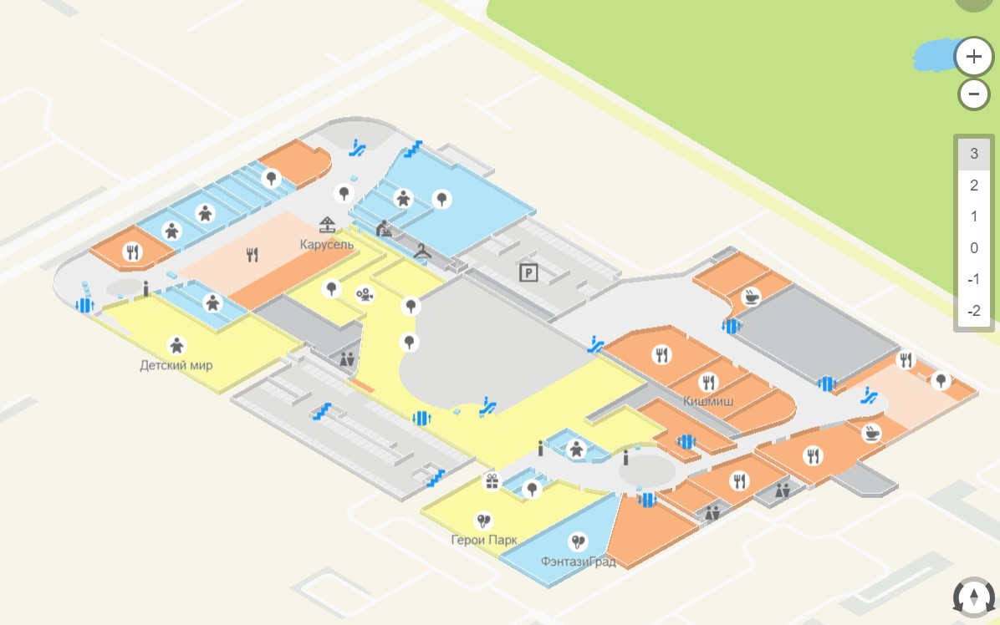 Карусель
P
Детский мир
Кишмиш
Герои Парк
ФэнтазиГрад
+
−
3
2
1
0
-1
-2